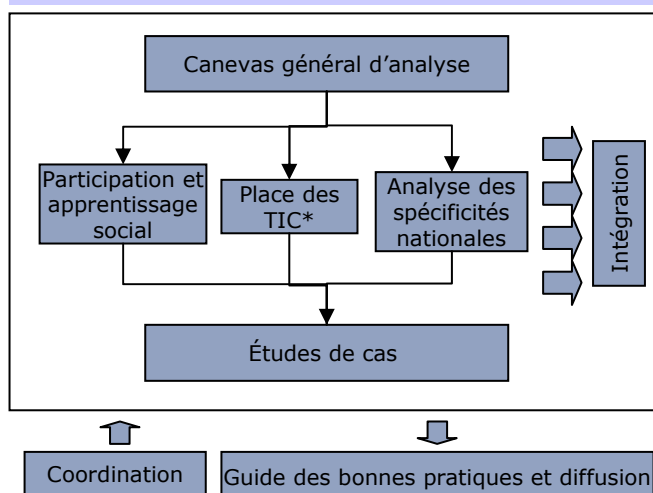 Canevas général d’analyse
Participation et
apprentissage
social
Place des
TIC*
Analyse des
spécificités
nationales
Intégration
Études de cas
Coordination
Guide des bonnes pratiques et diffusion